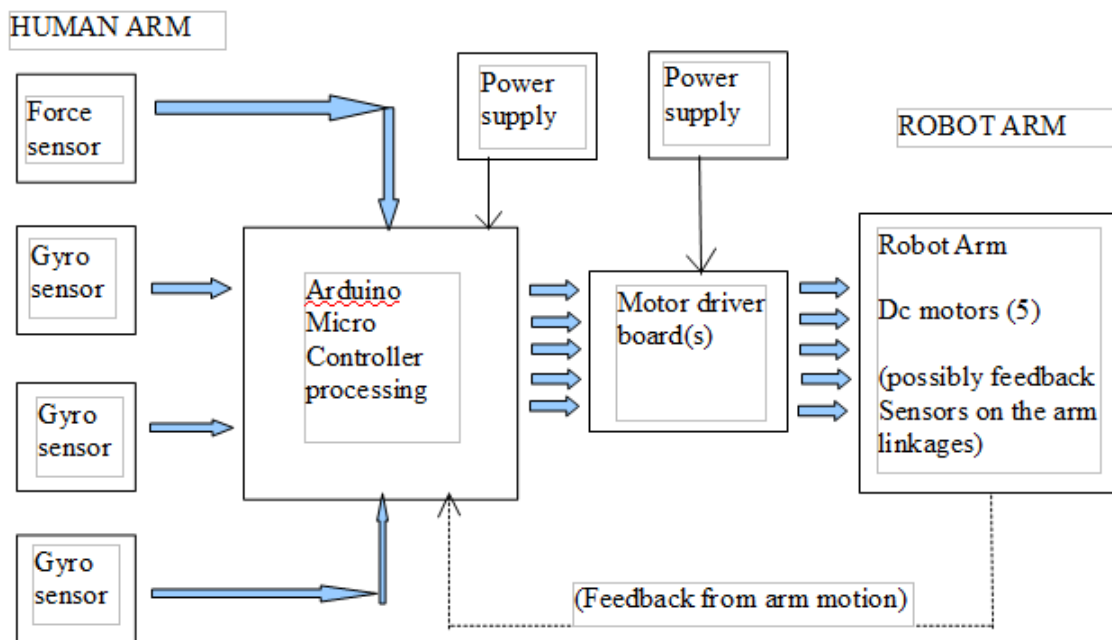 HUMAN ARM
Force
sensor
Gyro
sensor
Gyro
sensor
Gyro
sensor
Power
supply
Power
supply
Arduino
Micro
Controller
processing
Motor driver
board(s)
ROBOT ARM
Robot Arm
Dc motors (5)
(possibly feedback
Sensors on the arm
linkages)
(Feedback from arm motion)